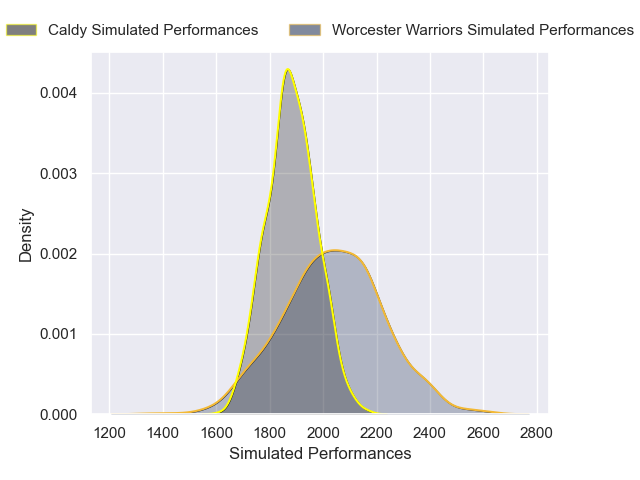 Caldy Simulated Performances
Worcester Warriors Simulated Performances
Density
0.004
0.003
0.002
0.001
0.000
1200 1400 1600 1800 2000 2200 2400 2600 2800
Simulated Performances